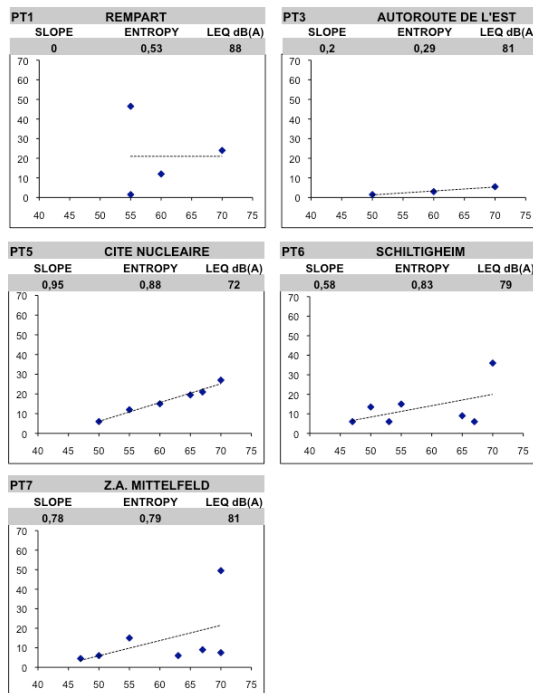 PT1 REMPART
SLOPE ENTROPY LEQ dB(A)
0 0,53 88
70
60
50
40
30
20
10
0
40 45 50 55 60 65 70 75
PT3 AUTOROUTE DE L'EST
SLOPE ENTROPY LEQ dB(A)
0,2 0,29 81
70
60
50
40
30
20
10
0
40 45 50 55 60 65 70 75
PT5 CITE NUCLEAIRE
SLOPE ENTROPY LEQ dB(A)
0,95 0,88 72
70
60
50
40
30
20
10
0
40 45 50 55 60 65 70 75
PT6 SCHILTIGHEIM
SLOPE ENTROPY LEQ dB(A)
0,58 0,83 79
70
60
50
40
30
20
10
0
40 45 50 55 60 65 70 75
PT7 Z.A. MITTELFELD
SLOPE ENTROPY LEQ dB(A)
0,78 0,79 81
70
60
50
40
30
20
10
0
40 45 50 55 60 65 70 75